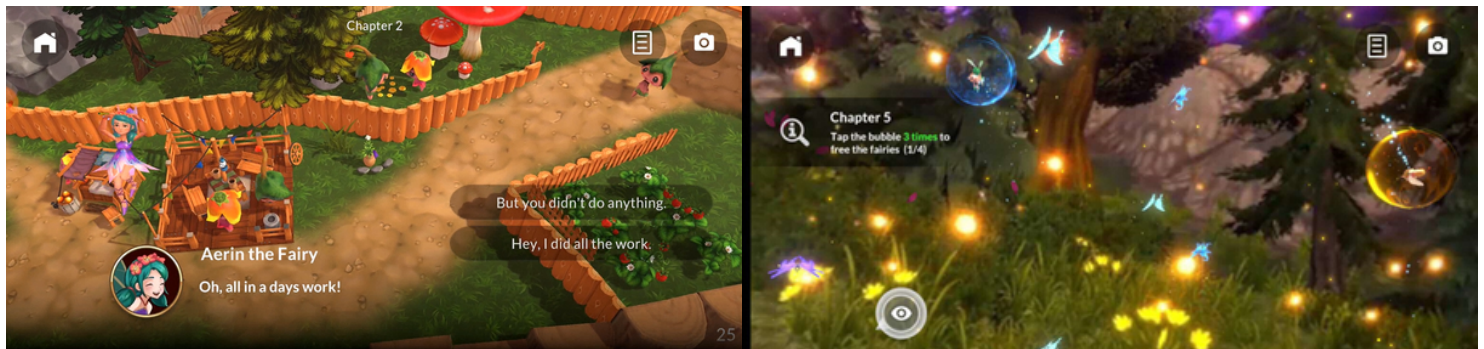 Chapter 2
But you didn't do anything.
Hey, I did all the work.
Aerin the Fairy
Oh, all in a days work!
25
Chapter 5
Tap the bubble 3 times to
free the fairies (1/4)